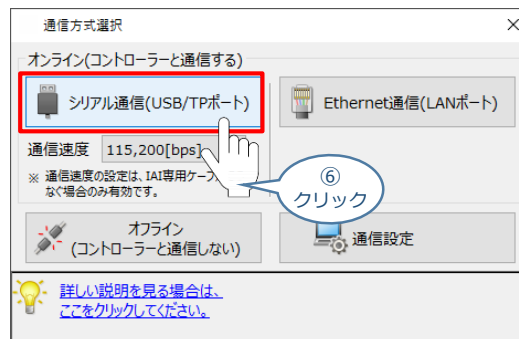 通信方式選択
オンライン(コントローラーと通信する)
シリアル通信(USB/TPポート)
Ethernet通信(LANポート)
通信速度 115,200[bps]
※ 通信速度の設定は、IAI専用ケーブ
なぐ場合のみ有効です。
⑥
クリック
オフライン
(コントローラーと通信しない)
通信設定
詳しい説明を見る場合は、
ここをクリックしてください。